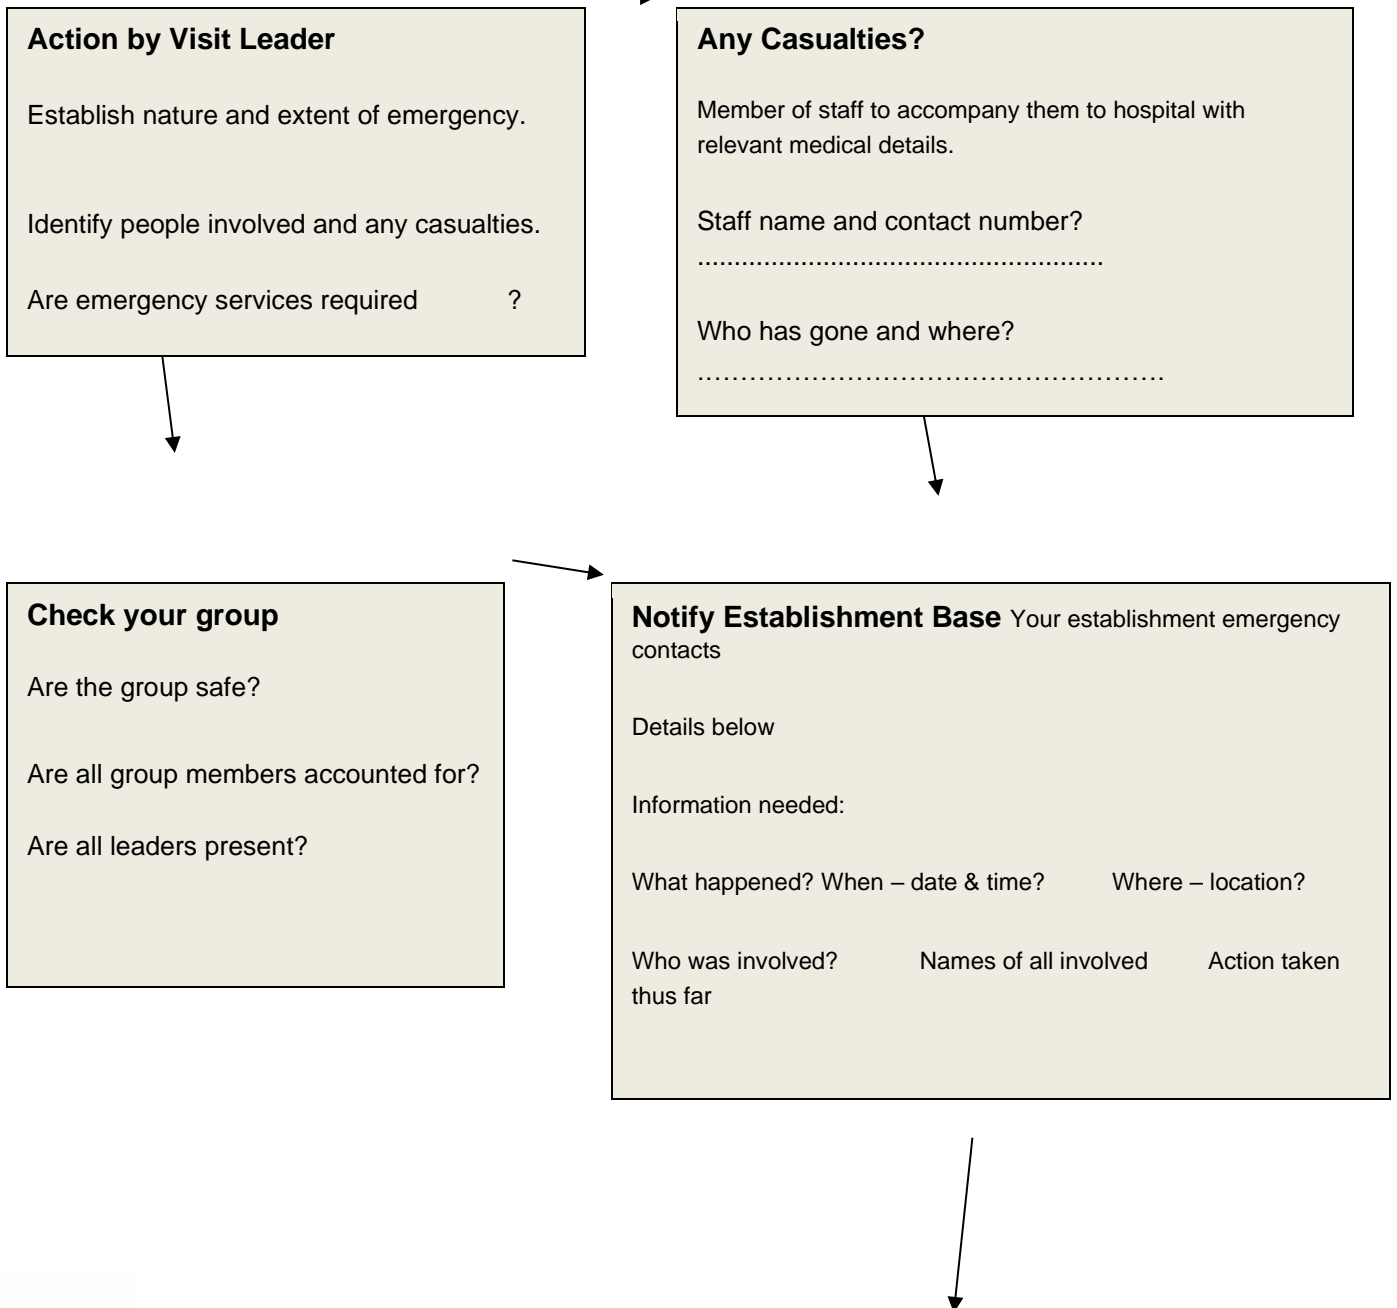 Action by Visit Leader
Establish nature and extent of emergency.
Identify people involved and any casualties.
Are emergency services required ?
Any Casualties?
Member of staff to accompany them to hospital with
relevant medical details.
Staff name and contact number?
.......................................................
Who has gone and where?
……………………………………………….
Check your group
Are the group safe?
Are all group members accounted for?
Are all leaders present?
Notify Establishment Base Your establishment emergency
contacts
Details below
Information needed:
What happened? When – date & time? Where – location?
Who was involved? Names of all involved Action taken
thus far